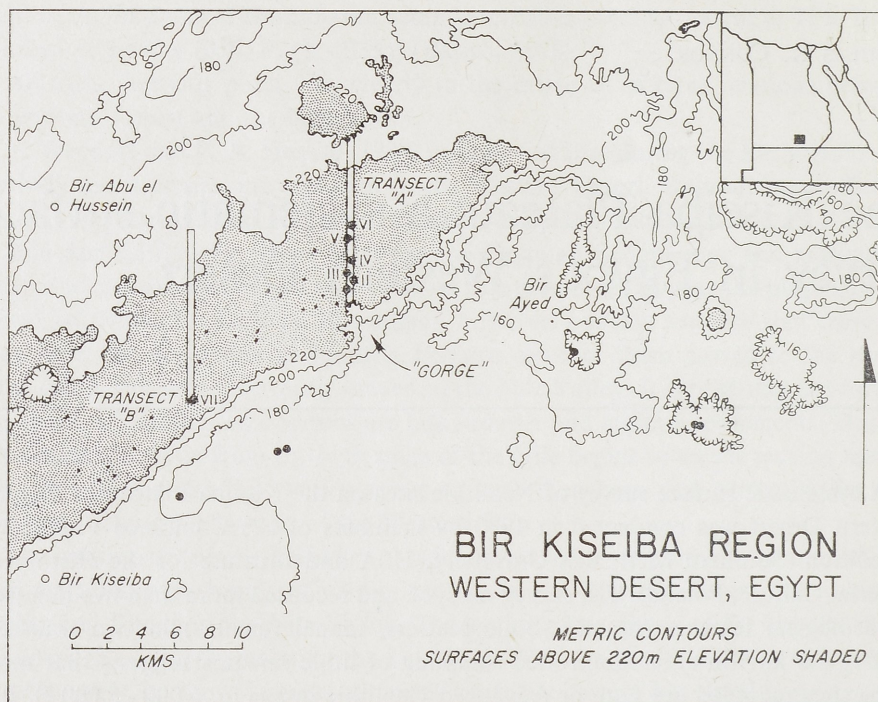 180
200
180
200
220
Bir Abu el
Hussein
TRANSECT
"A"
VI
V
IV
III
II
I
180
180
160
140
180
180
160
160
Bir
Ayed
220
200
180
"GORGE"
TRANSECT
"B"
VII
Bir Kiseiba
BIR KISEIBA REGION
WESTERN DESERT, EGYPT
0 2 4 6 8 10
KMS
METRIC CONTOURS
SURFACES ABOVE 220m ELEVATION SHADED